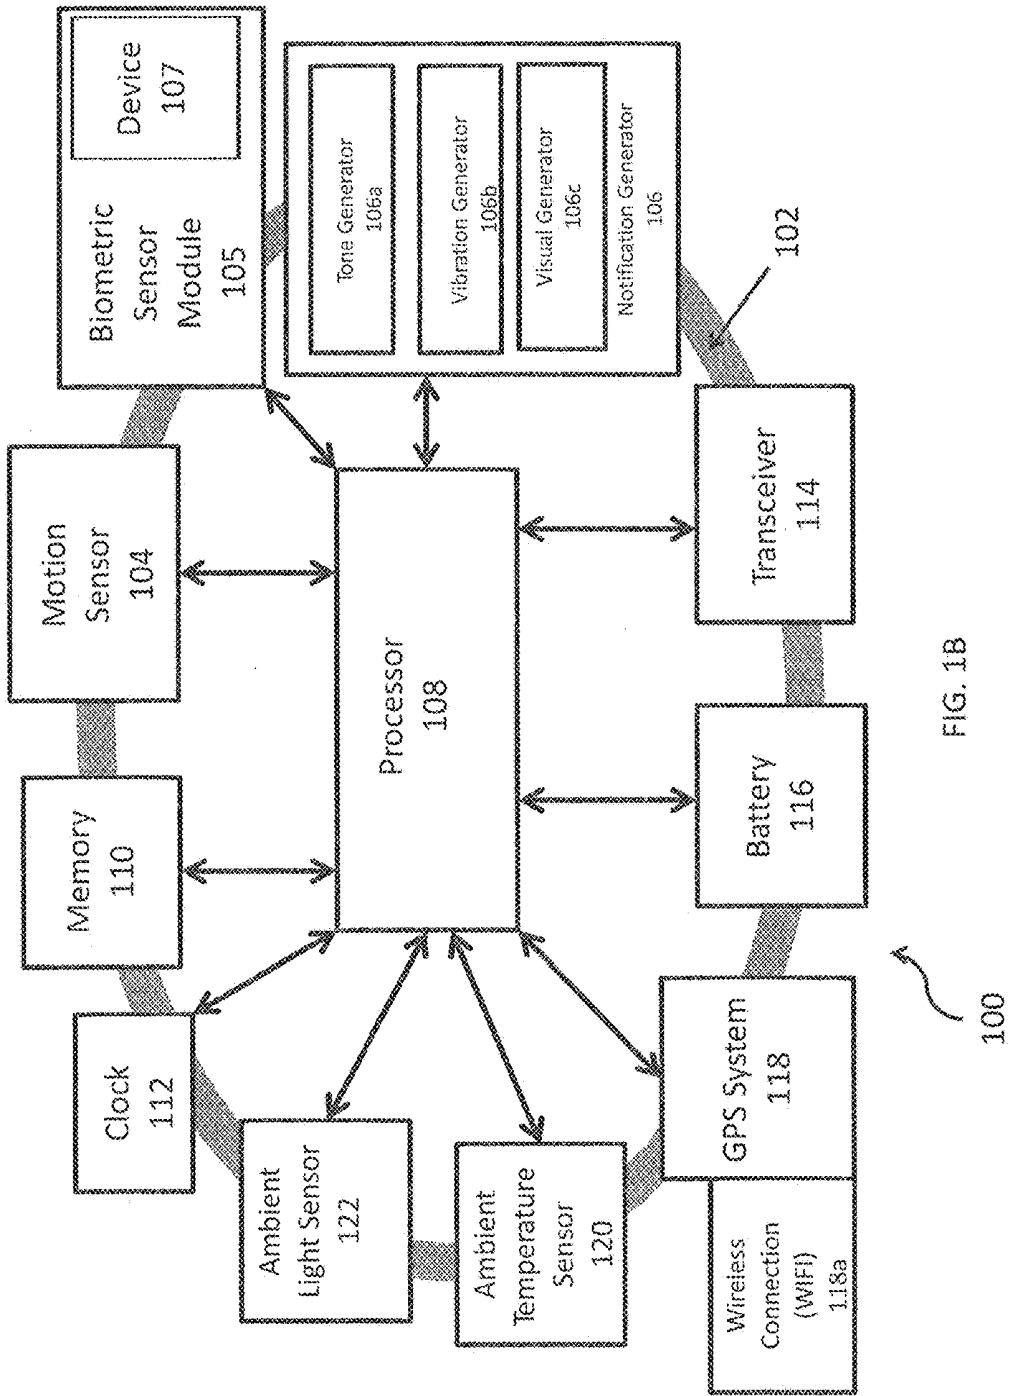 Device
107
Biometric
Sensor
Module
105
Tone Generator
106a
Vibration Generator
106b
Visual Generator
106c
Notification Generator
106
102
Motion
Sensor
104
Transceiver
114
Processor
108
Memory
110
Battery
116
Clock
112
Ambient
Light Sensor
122
Ambient
Temperature
Sensor
120
GPS System
118
Wireless
Connection
(WIFI)
118a
100
FIG. 1B